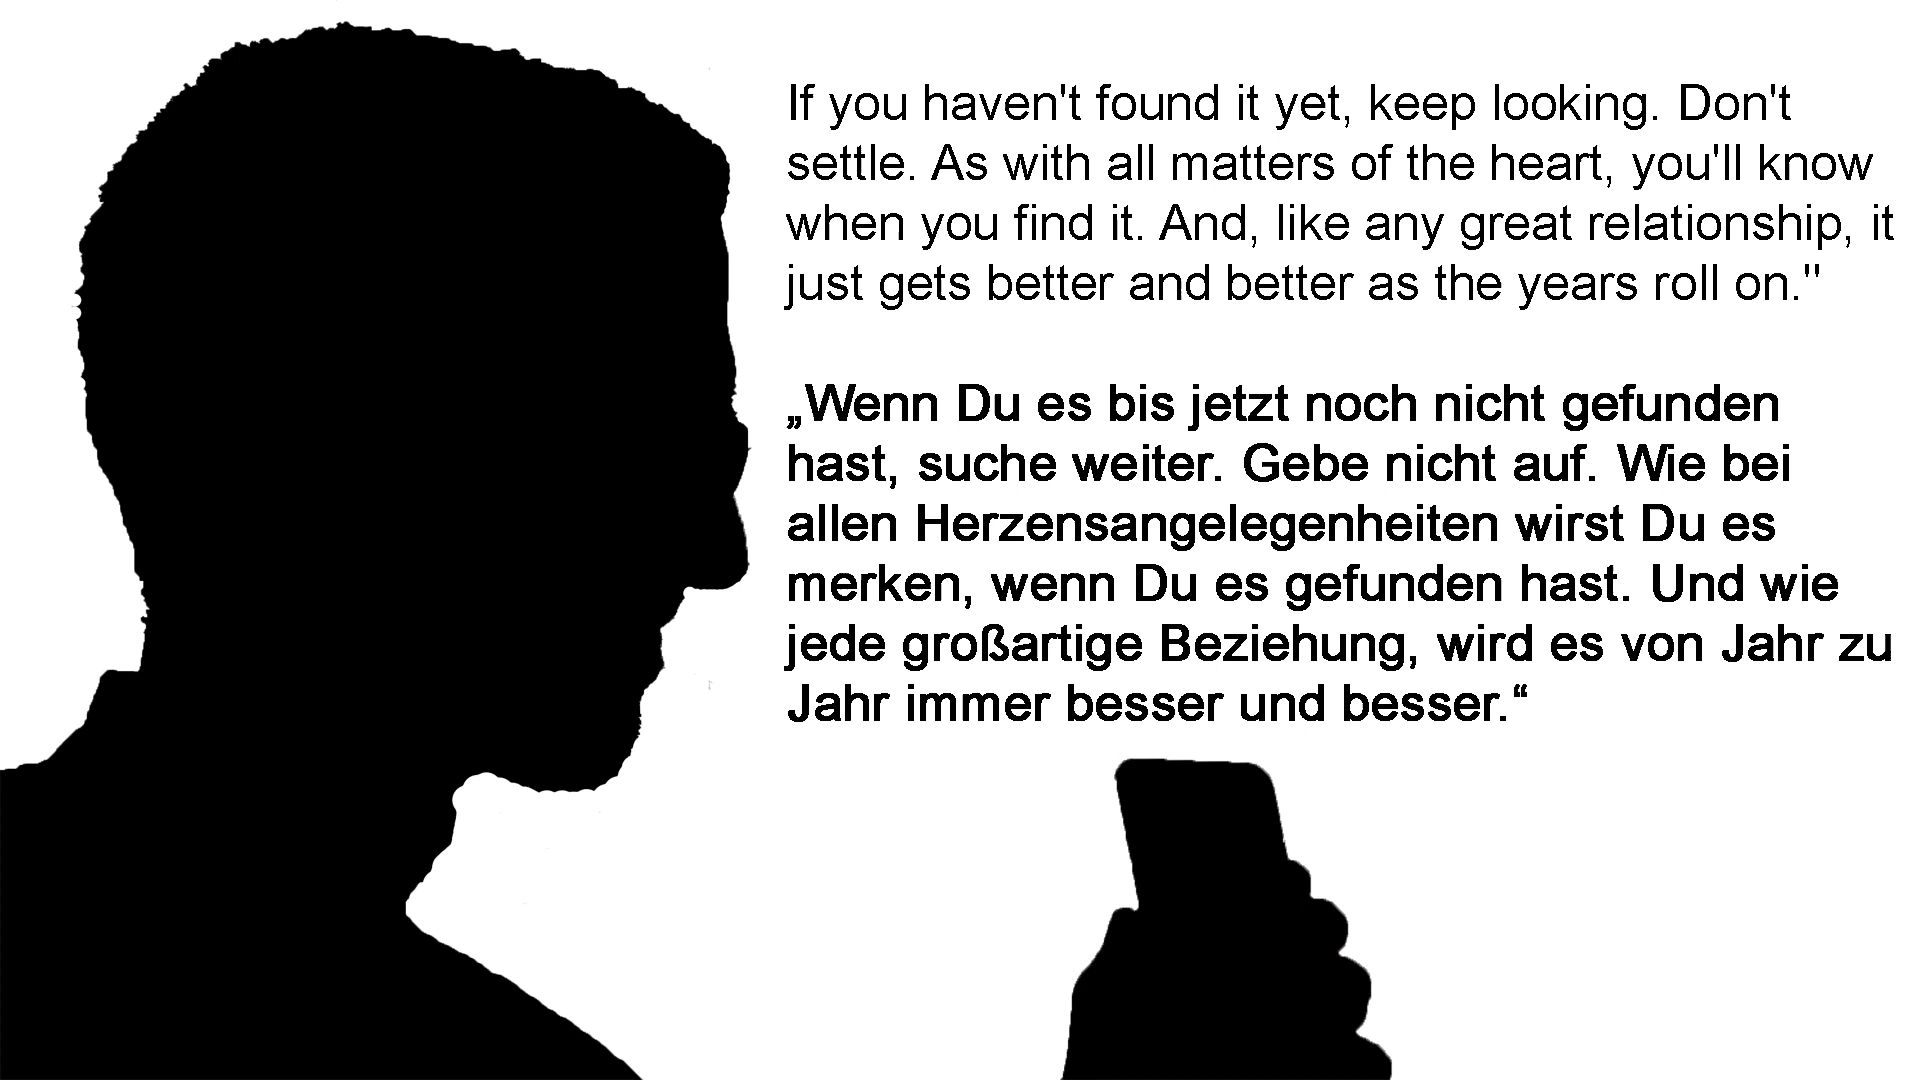 If you haven't found it yet, keep looking. Don't
settle. As with all matters of the heart, you'll know
when you find it. And, like any great relationship, it
just gets better and better as the years roll on."
„Wenn Du es bis jetzt noch nicht gefunden
hast, suche weiter. Gebe nicht auf. Wie bei
allen Herzensangelegenheiten wirst Du es
merken, wenn Du es gefunden hast. Und wie
jede großartige Beziehung, wird es von Jahr zu
Jahr immer besser und besser.“